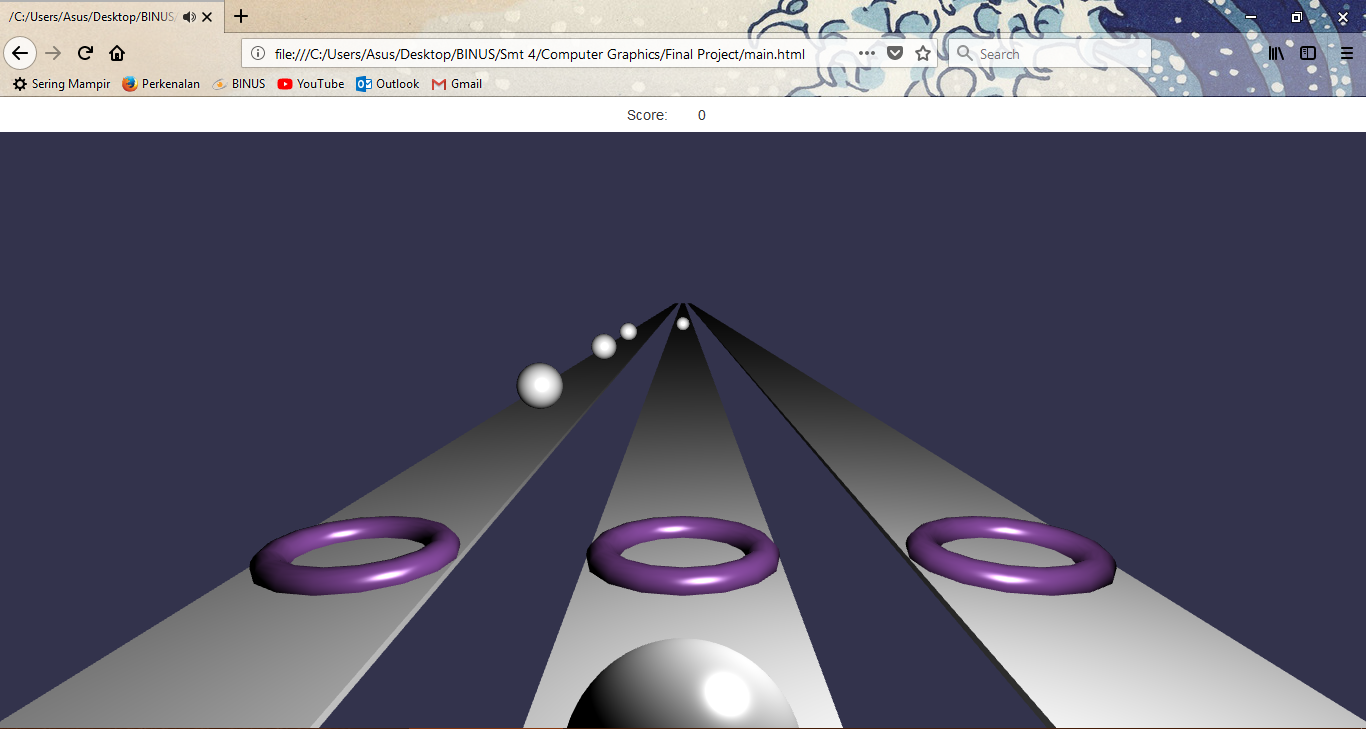 /C:/Users/Asus/Desktop/BINUS/
file:///C:/Users/Asus/Desktop/BINUS/Smt 4/Computer Graphics/Final Project/main.html
Search
Sering Mampir Perkenalan BINUS YouTube Outlook Gmail
Score: 0